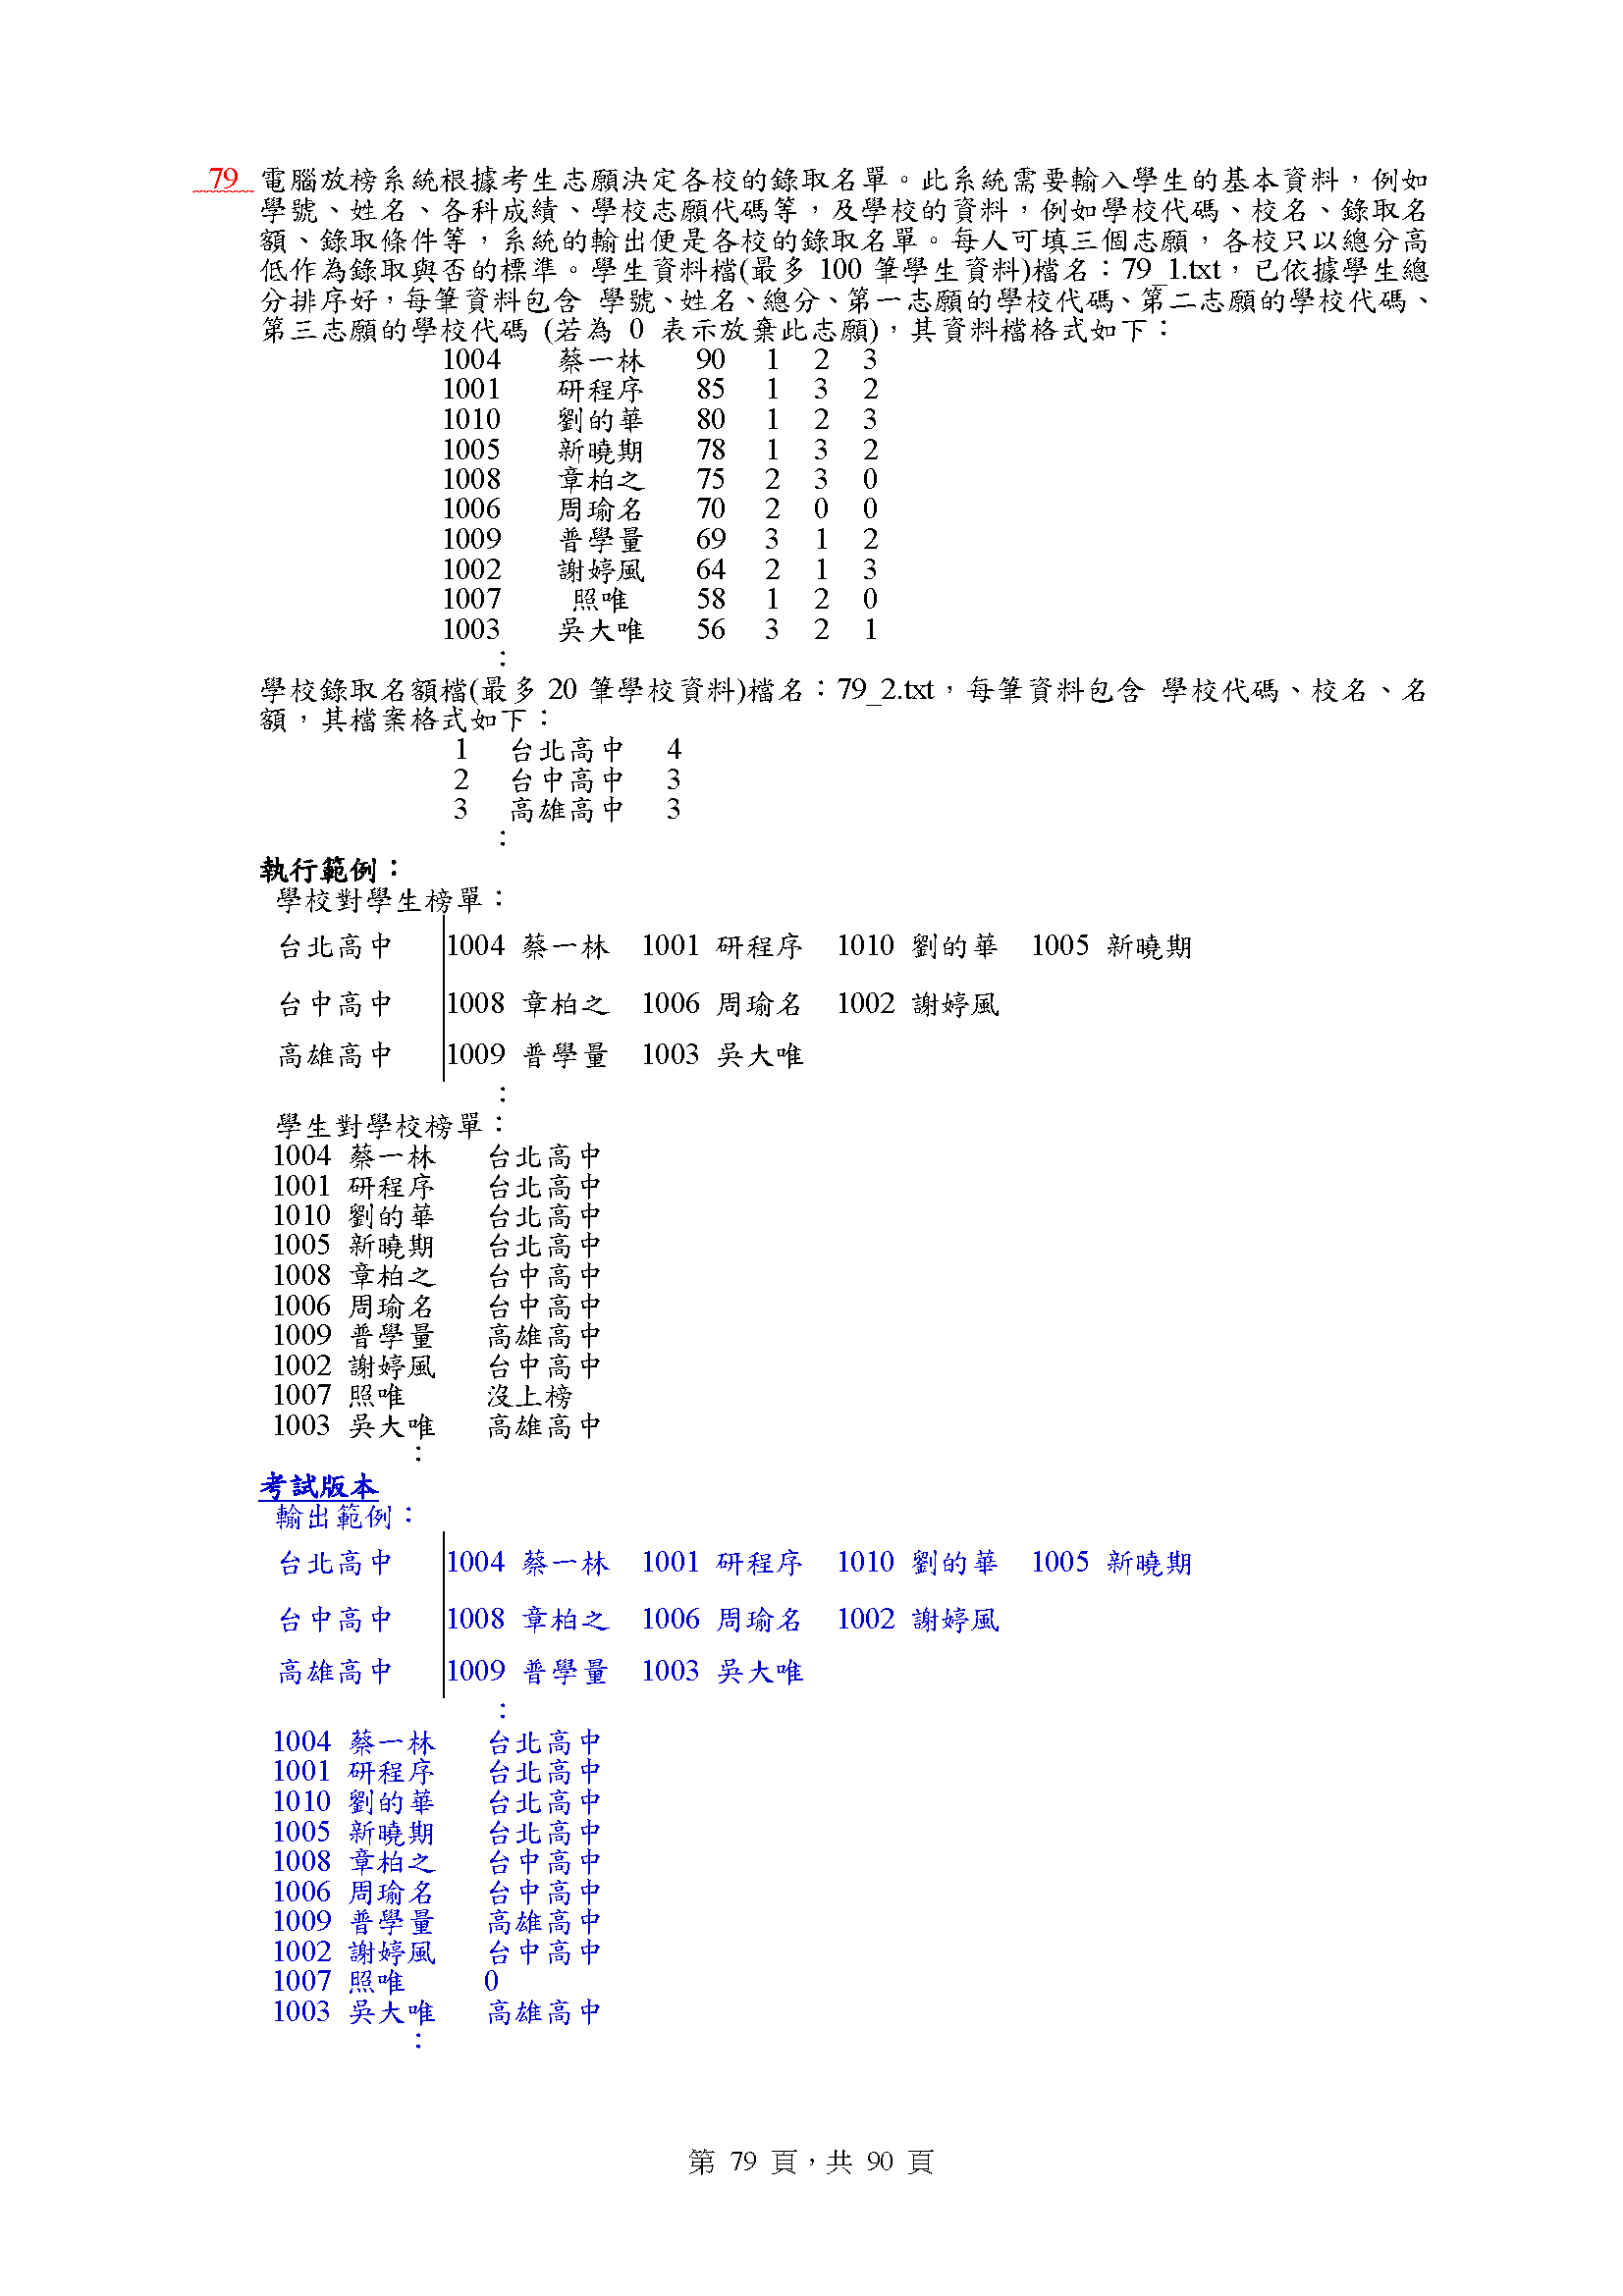 79 電腦放榜系統根據考生志願決定各校的錄取名單。此系統需要輸入學生的基本資料，例如
學號、姓名、各科成績、學校志願代碼等，及學校的資料，例如學校代碼、校名、錄取名
額、錄取條件等，系統的輸出便是各校的錄取名單。每人可填三個志願，各校只以總分高
低作為錄取與否的標準。學生資料檔(最多 100 筆學生資料)檔名：79_1.txt，已依據學生總
分排序好，每筆資料包含 學號、姓名、總分、第一志願的學校代碼、第二志願的學校代碼、
第三志願的學校代碼 (若為 0 表示放棄此志願)，其資料檔格式如下：
1004 蔡一林 90 1 2 3
1001 研程序 85 1 3 2
1010 劉的華 80 1 2 3
1005 新曉期 78 1 3 2
1008 章柏之 75 2 3 0
1006 周瑜名 70 2 0 0
1009 普學量 69 3 1 2
1002 謝婷風 64 2 1 3
1007 照唯 58 1 2 0
1003 吳大唯 56 3 2 1
：
學校錄取名額檔(最多 20 筆學校資料)檔名：79_2.txt，每筆資料包含 學校代碼、校名、名
額，其檔案格式如下：
1 台北高中 4
2 台中高中 3
3 高雄高中 3
：
執行範例：
學校對學生榜單：
台北高中 1004 蔡一林 1001 研程序 1010 劉的華 1005 新曉期
台中高中 1008 章柏之 1006 周瑜名 1002 謝婷風
高雄高中 1009 普學量 1003 吳大唯
：
學生對學校榜單：
1004 蔡一林 台北高中
1001 研程序 台北高中
1010 劉的華 台北高中
1005 新曉期 台北高中
1008 章柏之 台中高中
1006 周瑜名 台中高中
1009 普學量 高雄高中
1002 謝婷風 台中高中
1007 照唯 沒上榜
1003 吳大唯 高雄高中
：
考試版本
輸出範例：
台北高中 1004 蔡一林 1001 研程序 1010 劉的華 1005 新曉期
台中高中 1008 章柏之 1006 周瑜名 1002 謝婷風
高雄高中 1009 普學量 1003 吳大唯
：
1004 蔡一林 台北高中
1001 研程序 台北高中
1010 劉的華 台北高中
1005 新曉期 台北高中
1008 章柏之 台中高中
1006 周瑜名 台中高中
1009 普學量 高雄高中
1002 謝婷風 台中高中
1007 照唯 0
1003 吳大唯 高雄高中
：
第 79 頁，共 90 頁